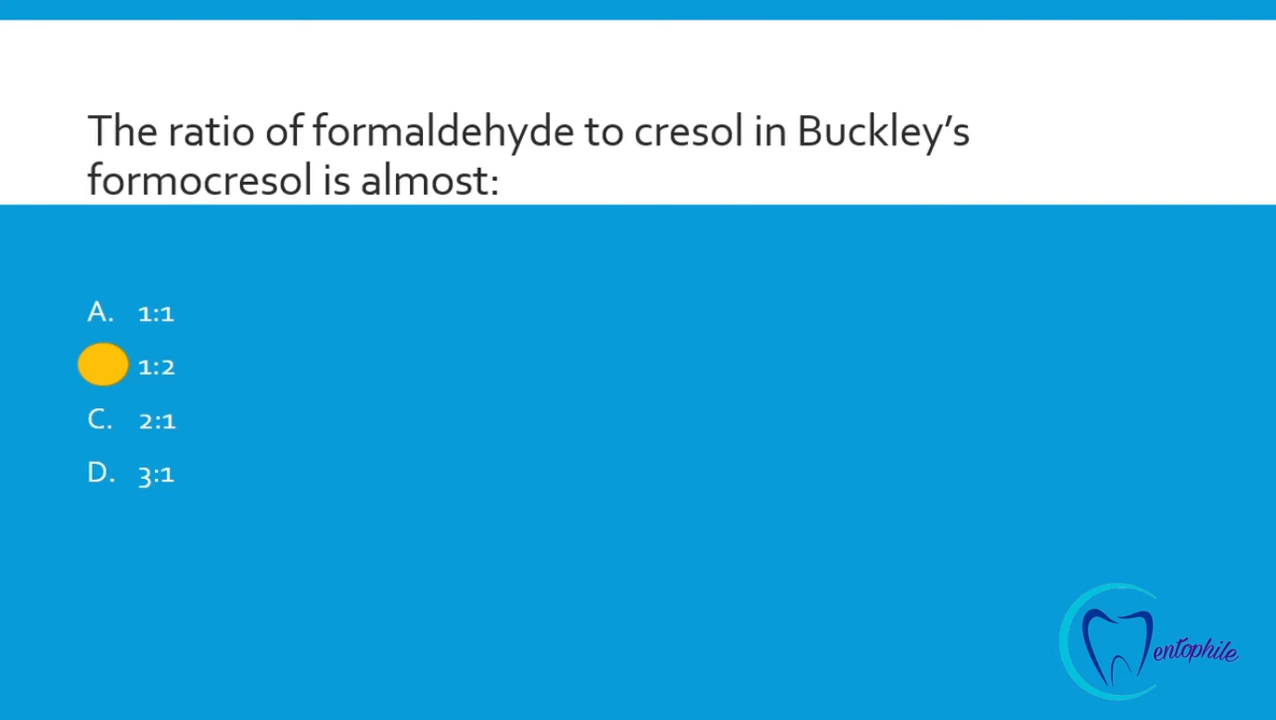 The ratio of formaldehyde to cresol in Buckley's
formocresol is almost:
A. 1:1
1:2
C. 2:1
D. 3:1
entophile